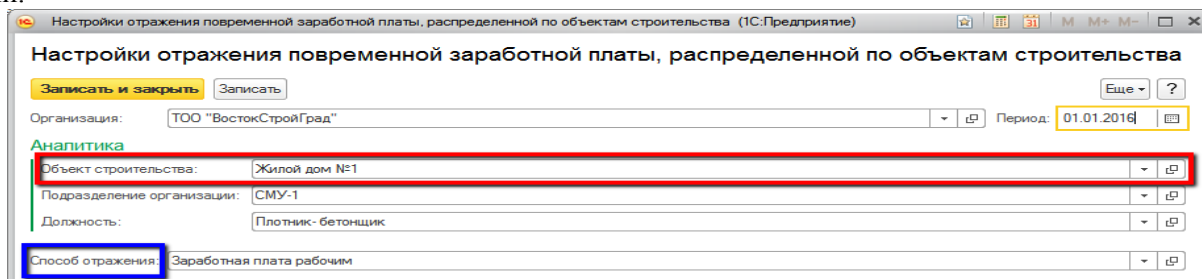 Настройки отражения повременной заработной платы, распределенной по объектам строительства (1С:Предприятие) M M+ M-
Настройки отражения повременной заработной платы, распределенной по объектам строительства
Записать и закрыть Записать Еще ?
Организация: ТОО "ВостокСтройГрад" Период: 01.01.2016
Аналитика
Объект строительства: Жилой дом №1
Подразделение организации: СМУ-1
Должность: Плотник- бетонщик
Способ отражения: Заработная плата рабочим